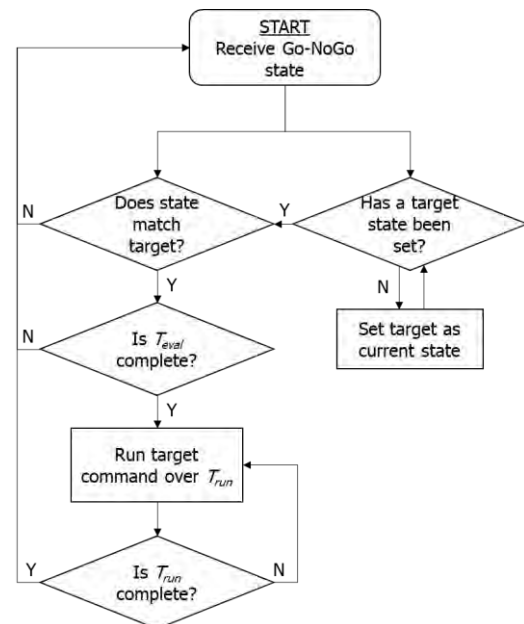 START
Receive Go-NoGo
state
N
Does state
match
target?
Y
Has a target
state been
set?
Y
N
Set target as
current state
N
Is Teval
complete?
Y
Run target
command over Trun
Y
Is Trun
complete?
N